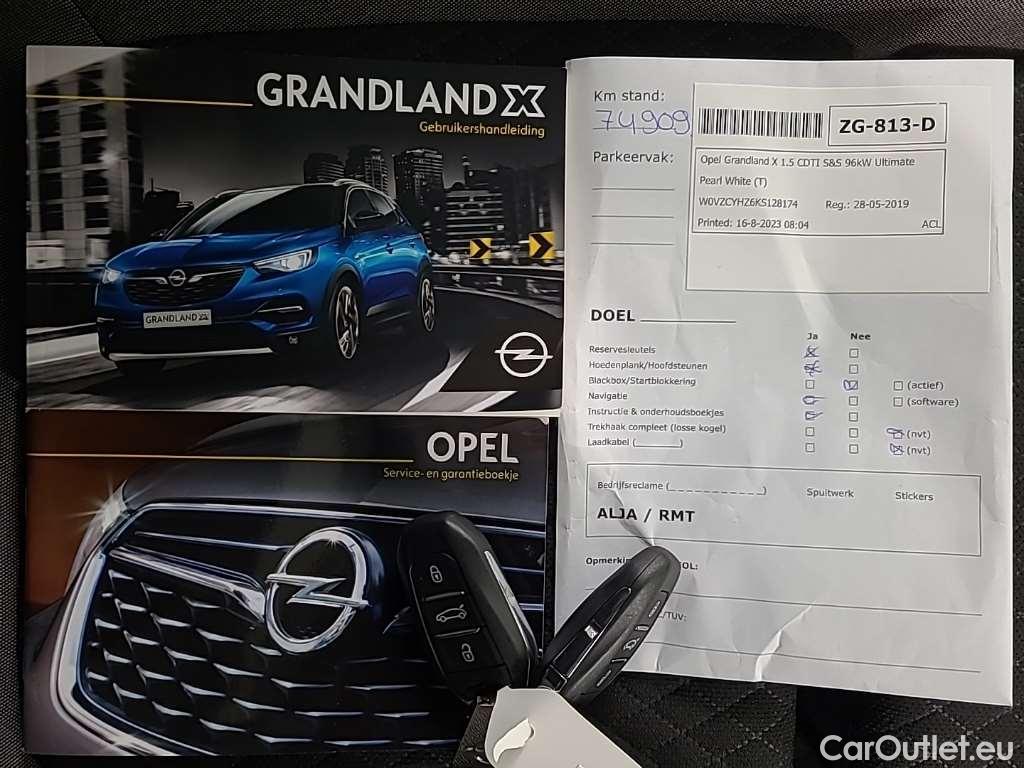 GRANDLAND X
Gebruikershandleiding
GRANDLAND X
OPEL
Service- en garantieboekje
Km stand:
74909
ZG-813-D
Parkeervak:
Opel Grandland X 1.5 CDTI S&S 96kW Ultimate
Pearl White (T)
W0VZCYHZ6KS128174 Reg.: 28-05-2019
Printed: 16-8-2023 08:04 ACL
DOEL
Ja Nee
Reservesleutels
Hoedenplank/Hoofdsteunen
Blackbox/Startblokkering (actief)
Navigatie (software)
Instructie & onderhoudsboekjes
Trekhaak compleet (losse kogel) (nvt)
Laadkabel (______) (nvt)
Bedrijfsreclame (___________) Spuitwerk Stickers
ALJA / RMT
CarOutlet.eu